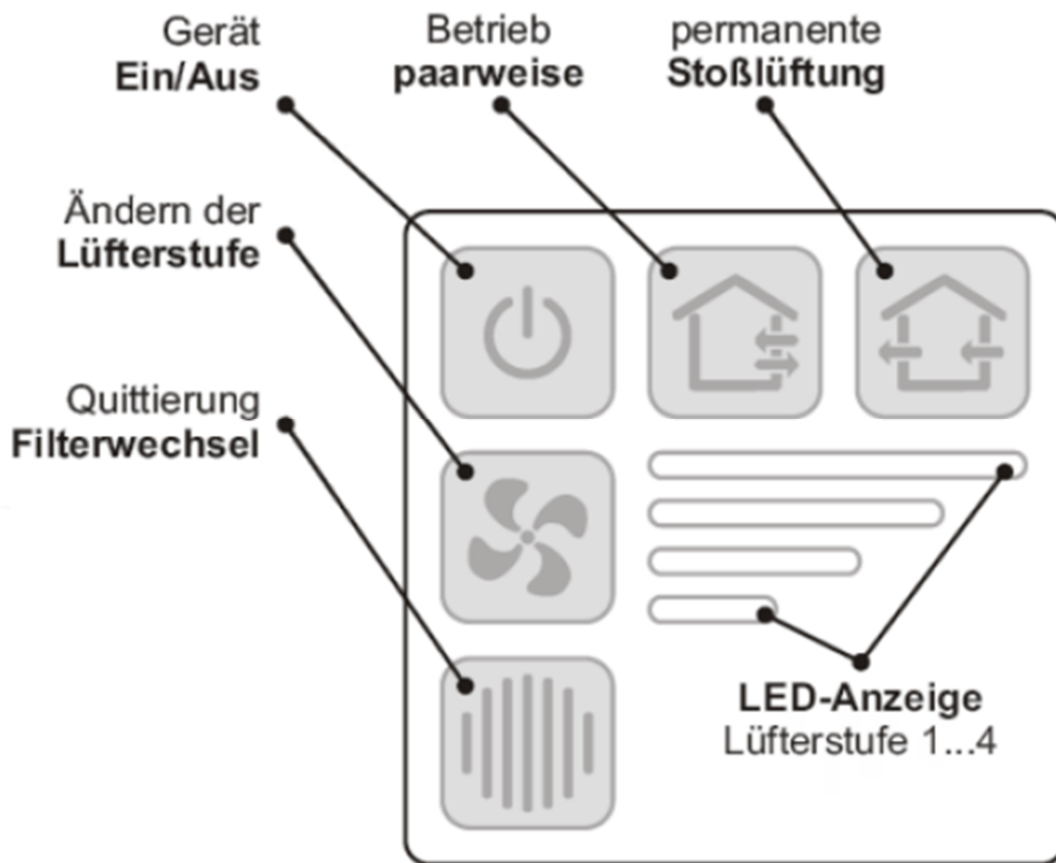 Gerät
Ein/Aus
Betrieb
paarweise
permanente
Stoßlüftung
Ändern der
Lüfterstufe
Quittierung
Filterwechsel
LED-Anzeige
Lüfterstufe 1...4